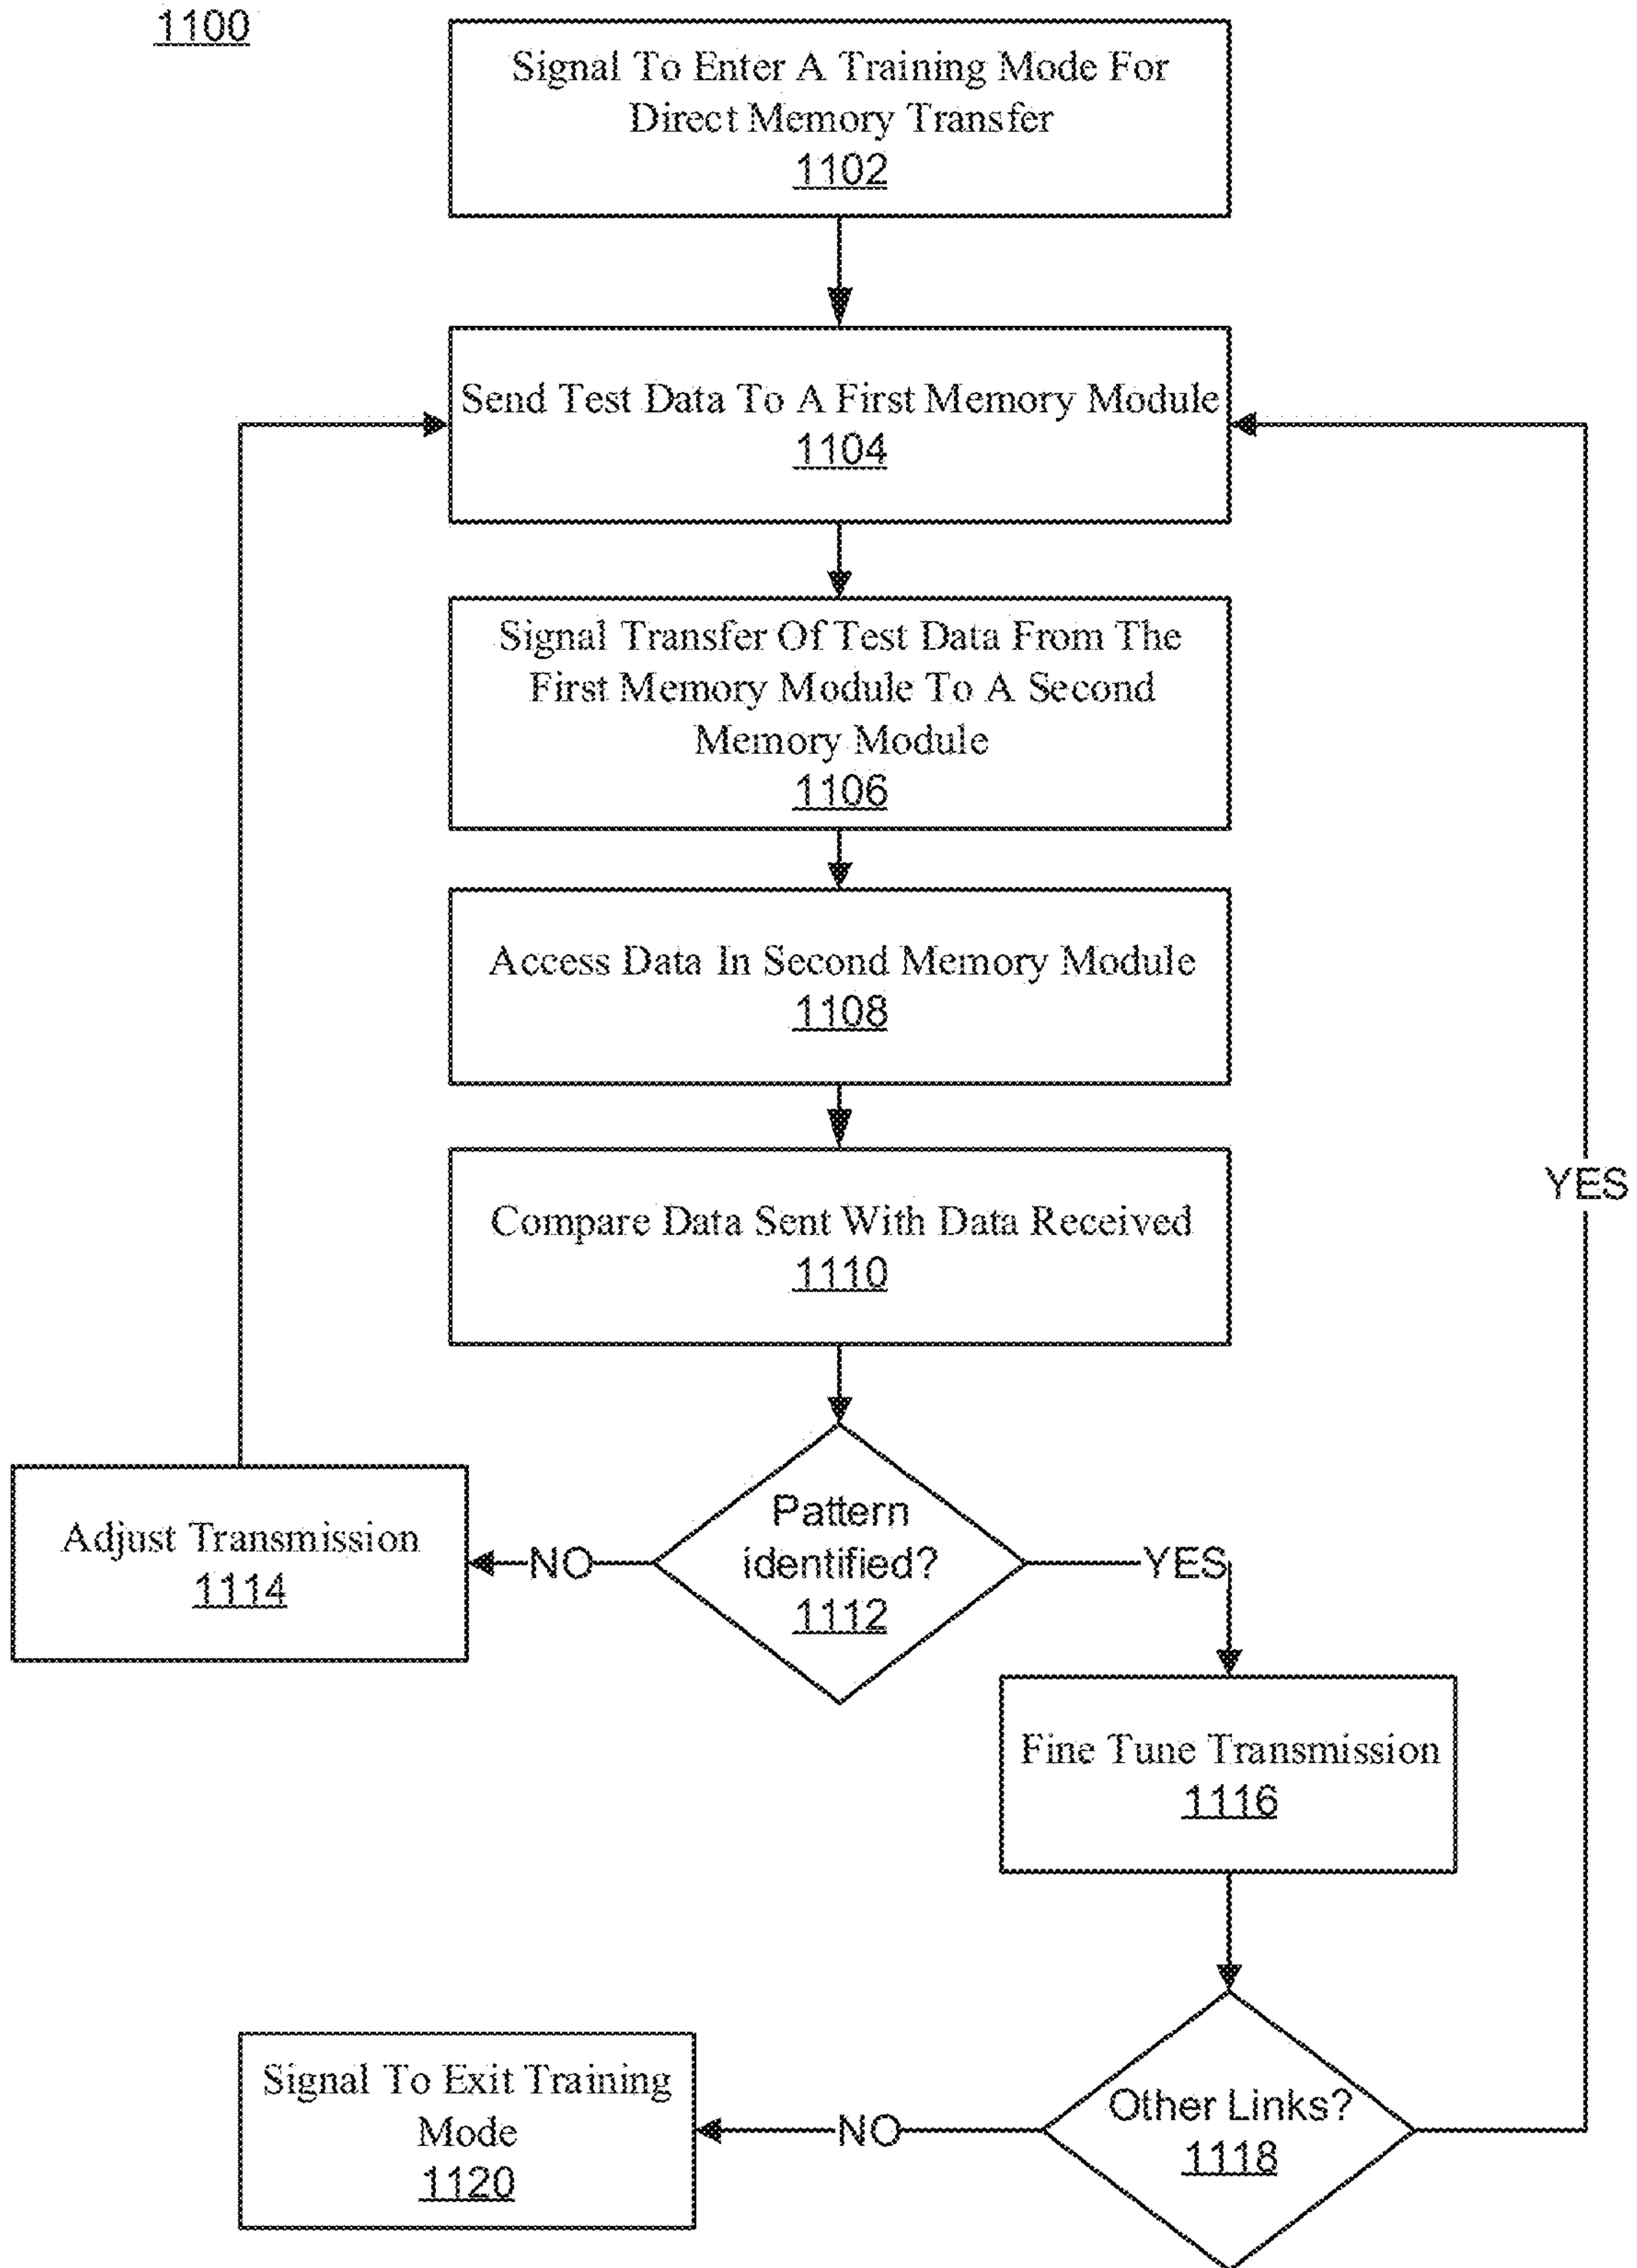 1100
Signal To Enter A Training Mode For
Direct Memory Transfer
1102
Send Test Data To A First Memory Module
1104
Signal Transfer Of Test Data From The
First Memory Module To A Second
Memory Module
1106
Access Data In Second Memory Module
1108
Compare Data Sent With Data Received
1110
YES
Pattern
identified?
1112
NO
Adjust Transmission
1114
YES
Fine Tune Transmission
1116
Other Links?
1118
NO
Signal To Exit Training
Mode
1120